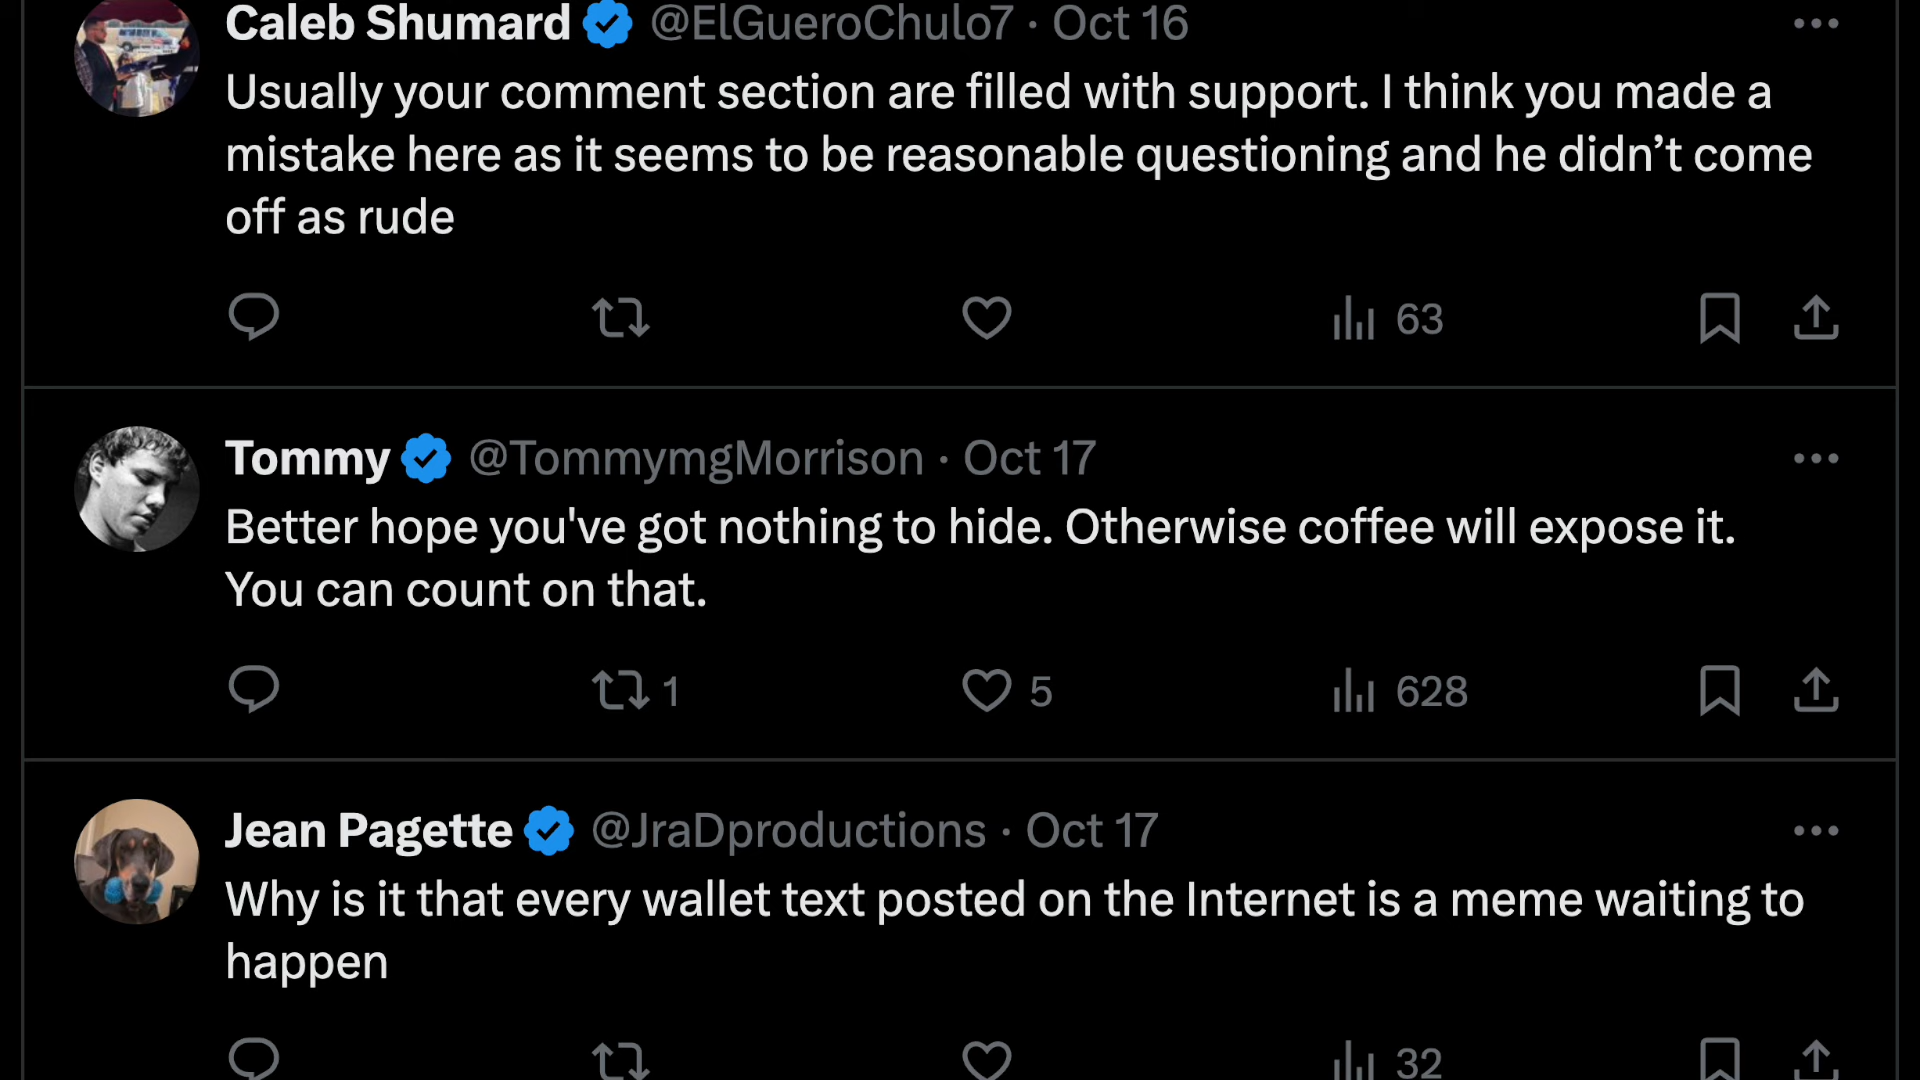 Caleb Shumard @ElGueroChulo7 · Oct 16
Usually your comment section are filled with support. I think you made a
mistake here as it seems to be reasonable questioning and he didn’t come
off as rude
63
Tommy @TommymgMorrison · Oct 17
Better hope you've got nothing to hide. Otherwise coffee will expose it.
You can count on that.
1 5 628
Jean Pagette @JraDproductions · Oct 17
Why is it that every wallet text posted on the Internet is a meme waiting to
happen
32